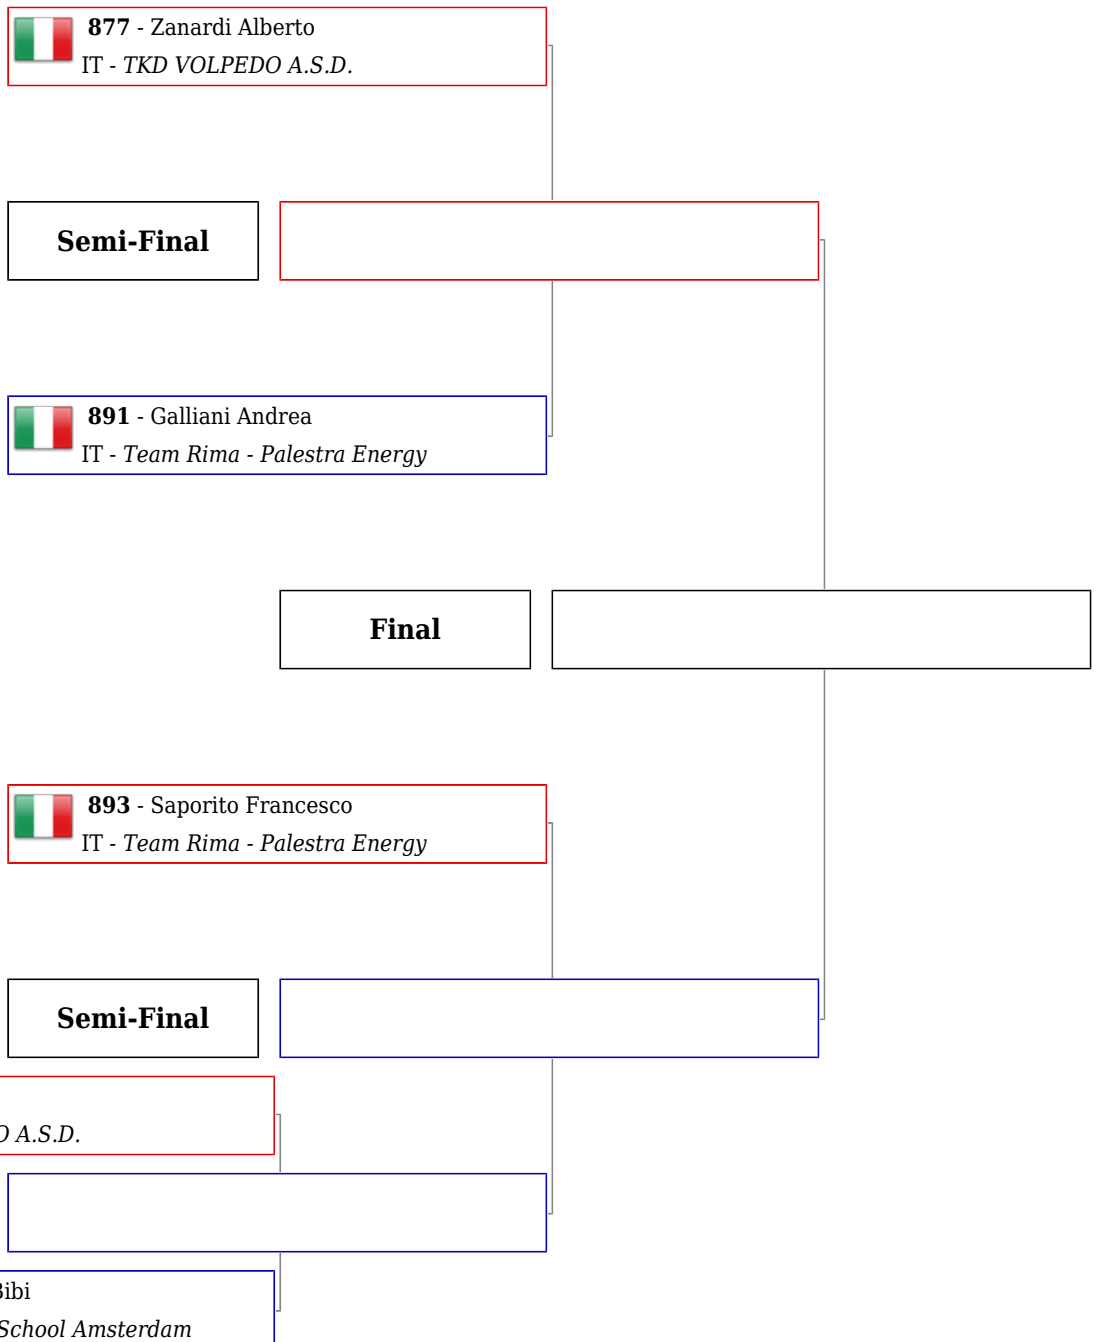 877 - Zanardi Alberto
IT - TKD VOLPEDO A.S.D.
Semi-Final
891 - Galliani Andrea
IT - Team Rima - Palestra Energy
Final
893 - Saporito Francesco
IT - Team Rima - Palestra Energy
Semi-Final
A.S.D.
School Amsterdam